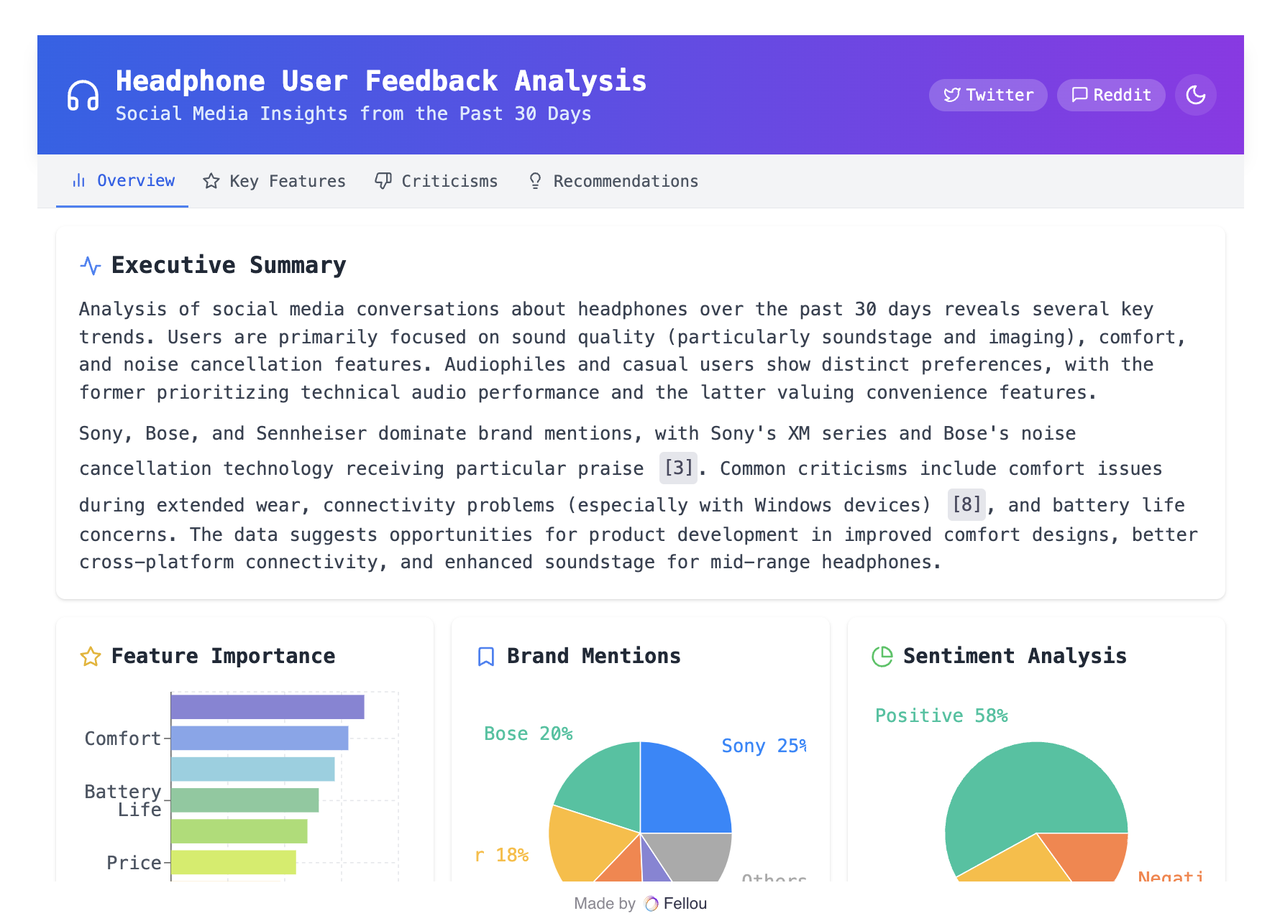 Headphone User Feedback Analysis
Social Media Insights from the Past 30 Days
Twitter
Reddit
Overview
Key Features
Criticisms
Recommendations
Executive Summary
Analysis of social media conversations about headphones over the past 30 days reveals several key
trends. Users are primarily focused on sound quality (particularly soundstage and imaging), comfort,
and noise cancellation features. Audiophiles and casual users show distinct preferences, with the
former prioritizing technical audio performance and the latter valuing convenience features.
Sony, Bose, and Sennheiser dominate brand mentions, with Sony's XM series and Bose's noise
cancellation technology receiving particular praise [3]. Common criticisms include comfort issues
during extended wear, connectivity problems (especially with Windows devices) [8], and battery life
concerns. The data suggests opportunities for product development in improved comfort designs, better
cross-platform connectivity, and enhanced soundstage for mid-range headphones.
Feature Importance
Comfort
Battery
Life
Price
Brand Mentions
Bose 20%
Sony 25%
r 18%
Others
Sentiment Analysis
Positive 58%
Negati
Made by Fellou